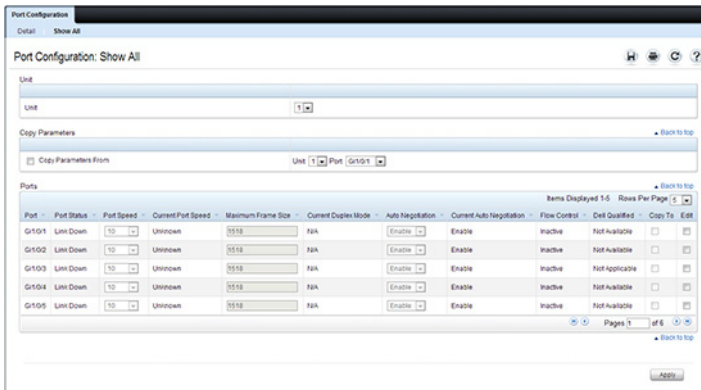 Port Configuration
Detail Show All
Port Configuration: Show All
Unit
Unit 1
Copy Parameters Back to top
Copy Parameters From Unit 1 Port Gi1/0/1
Ports Back to top
Items Displayed 1-5 Rows Per Page 5
Port Port Status Port Speed Current Port Speed Maximum Frame Size Current Duplex Mode Auto Negotiation Current Auto Negotiation Flow Control Dell Qualified Copy To Edit
Gi1/0/1 Link Down 10 Unknown 1518 N/A Enable Enable Inactive Not Available
Gi1/0/2 Link Down 10 Unknown 1518 N/A Enable Enable Inactive Not Available
Gi1/0/3 Link Down 10 Unknown 1518 N/A Enable Enable Inactive Not Applicable
Gi1/0/4 Link Down 10 Unknown 1518 N/A Enable Enable Inactive Not Available
Gi1/0/5 Link Down 10 Unknown 1518 N/A Enable Enable Inactive Not Available
Pages 1 of 6
Back to top
Apply